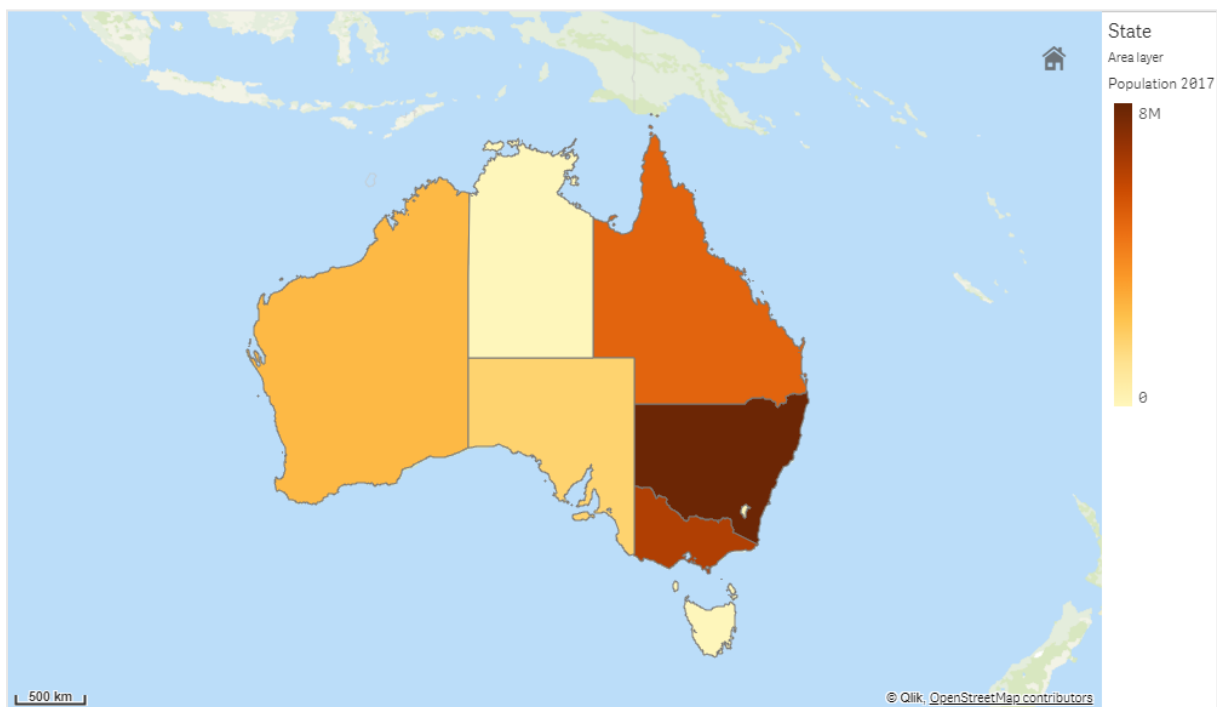 State
Area layer
Population 2017
8M
0
500 km
© Qlik, OpenStreetMap contributors